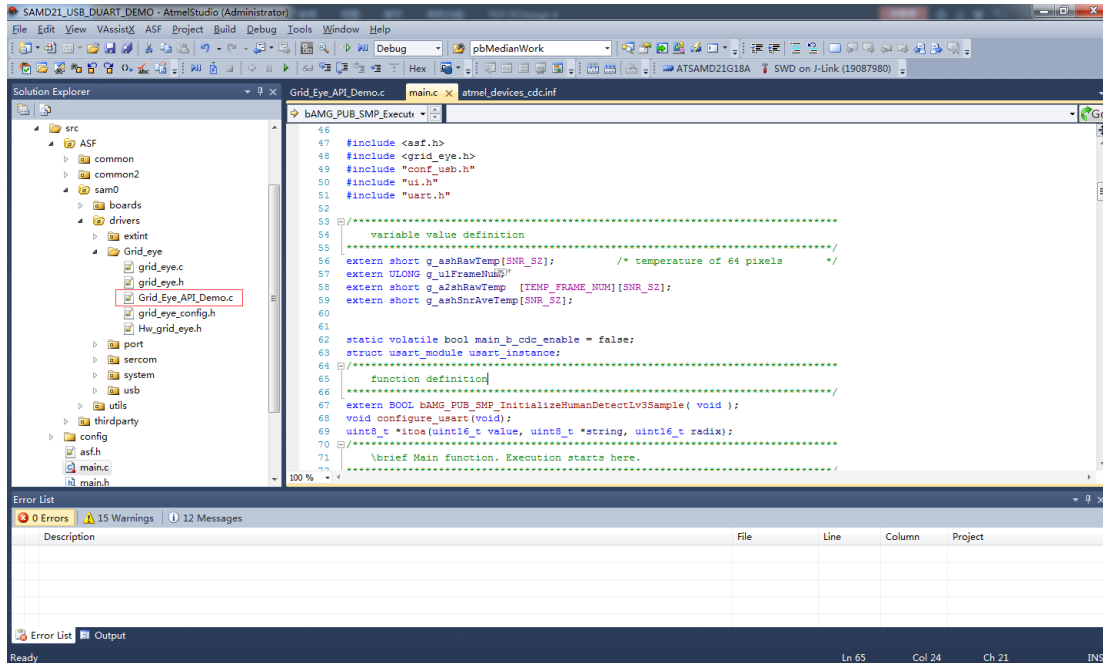 SAMD21_USB_DUART_DEMO - AtmelStudio (Administrator)
File Edit View VAssistX ASF Project Build Debug Tools Window Help
Debug pbMedianWork
Hex ATSAMD21G18A SWD on J-Link (19087980)
Solution Explorer
src
ASF
common
common2
sam0
boards
drivers
extint
Grid_eye
grid_eye.c
grid_eye.h
Grid_Eye_API_Demo.c
grid_eye_config.h
Hw_grid_eye.h
port
sercom
system
usb
utils
thirdparty
config
asf.h
main.c
main.h
Grid_Eye_API_Demo.c main.c atmel_devices_cdc.inf
bAMG_PUB_SMP_Execute Go
46
47 #include <asf.h>
48 #include <grid_eye.h>
49 #include "conf_usb.h"
50 #include "ui.h"
51 #include "uart.h"
52
53 /*******************************************************************************
54 variable value definition
55 *******************************************************************************/
56 extern short g_ashRawTemp[SNR_SZ]; /* temperature of 64 pixels */
57 extern ULONG g_ulFrameNum;
58 extern short g_a2shRawTemp [TEMP_FRAME_NUM][SNR_SZ];
59 extern short g_ashSnrAveTemp[SNR_SZ];
60
61
62 static volatile bool main_b_cdc_enable = false;
63 struct usart_module usart_instance;
64 /*******************************************************************************
65 function definition
66 *******************************************************************************/
67 extern BOOL bAMG_PUB_SMP_InitializeHumanDetectLv3Sample( void );
68 void configure_usart(void);
69 uint8_t *itoa(uint16_t value, uint8_t *string, uint16_t radix);
70 /*******************************************************************************
71 \brief Main function. Execution starts here.
72 *******************************************************************************/
100 %
Error List
0 Errors 15 Warnings 12 Messages
Description File Line Column Project
Error List Output
Ready Ln 65 Col 24 Ch 21 INS